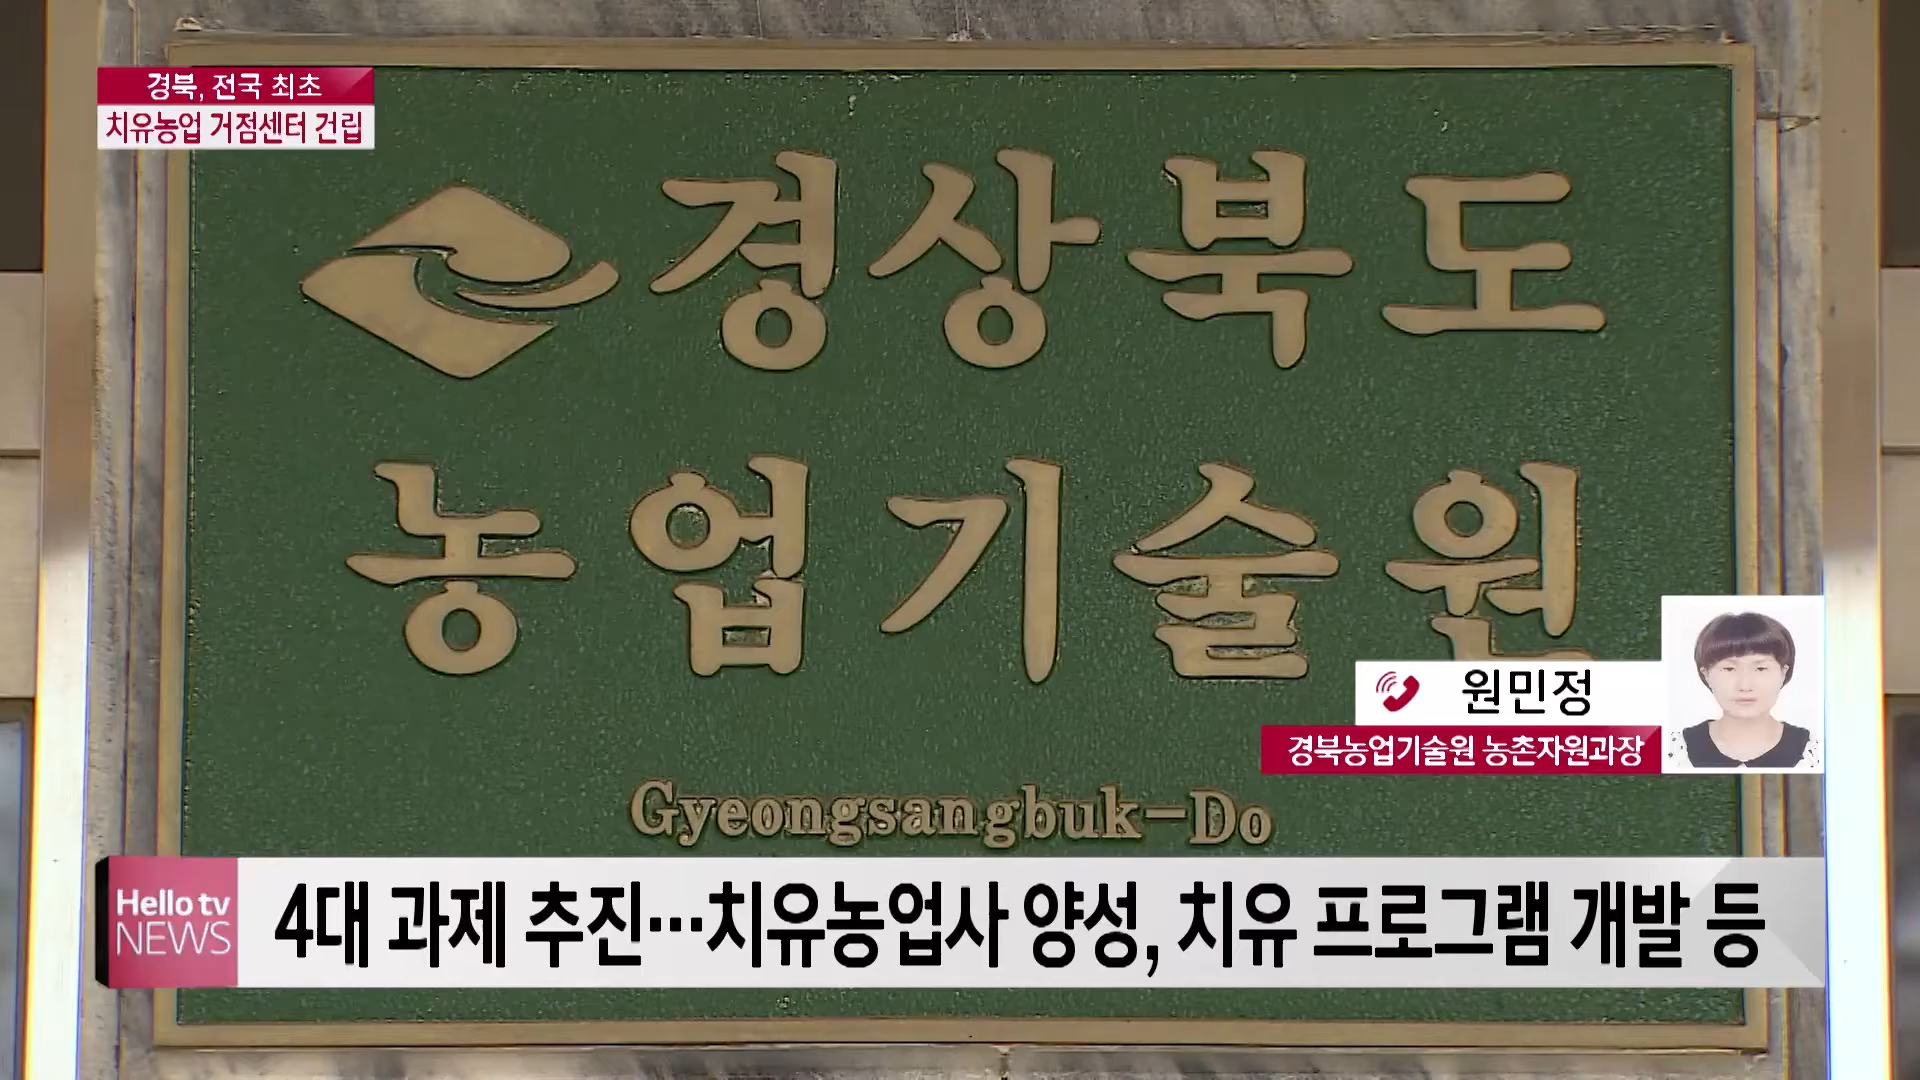 경북, 전국 최초
치유농업 거점센터 건립
경상북도
농업기술원
Gyeongsangbuk-Do
원민정
경북농업기술원 농촌자원과장
Hello tv
NEWS
4대 과제 추진…치유농업사 양성, 치유 프로그램 개발 등